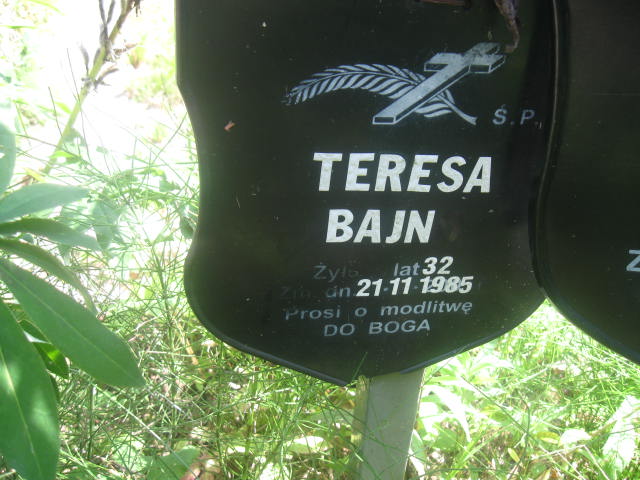 Ś.P.
TERESA
BAJN
Żyła lat 32
Zm. dn 21-11-1985
Prosi o modlitwę
DO BOGA
Z